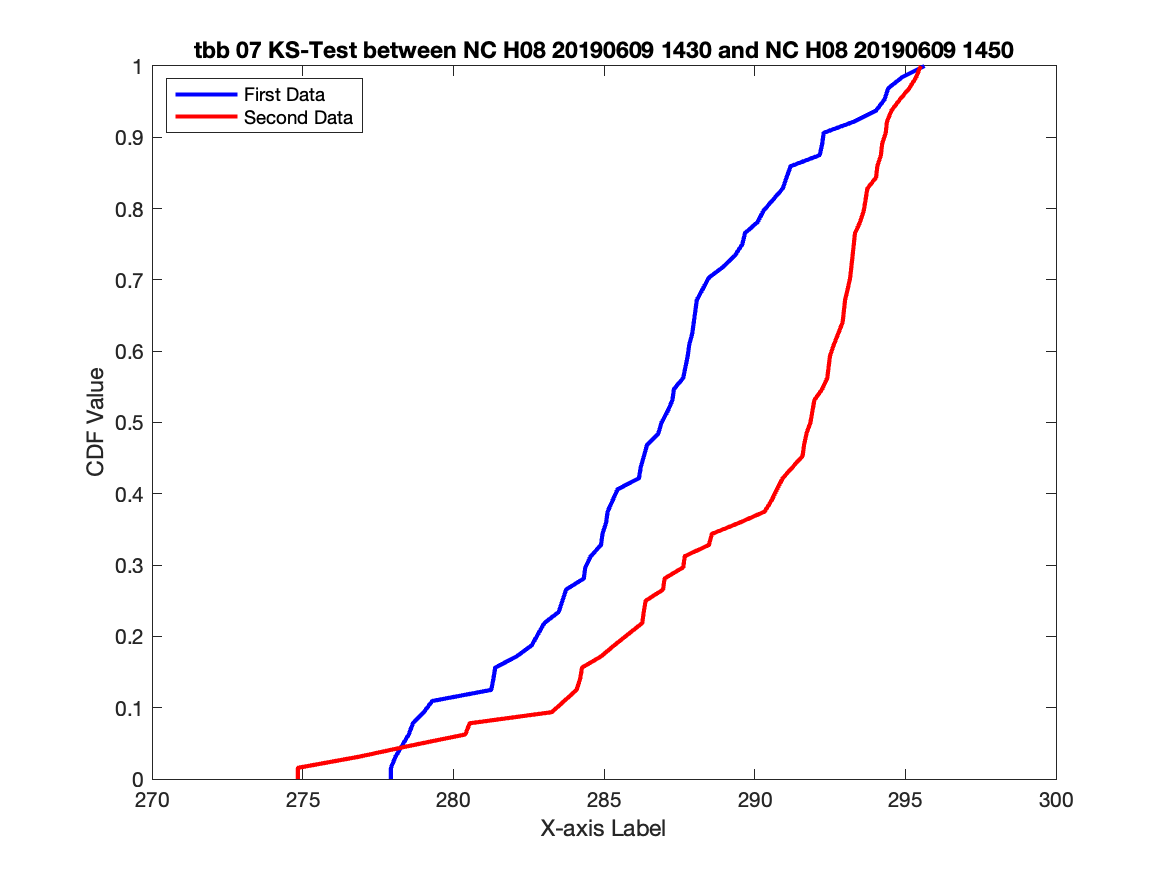 tbb 07 KS-Test between NC H08 20190609 1430 and NC H08 20190609 1450
First Data
Second Data
1
0.9
0.8
0.7
0.6
0.5
0.4
0.3
0.2
0.1
0
CDF Value
270 275 280 285 290 295 300
X-axis Label